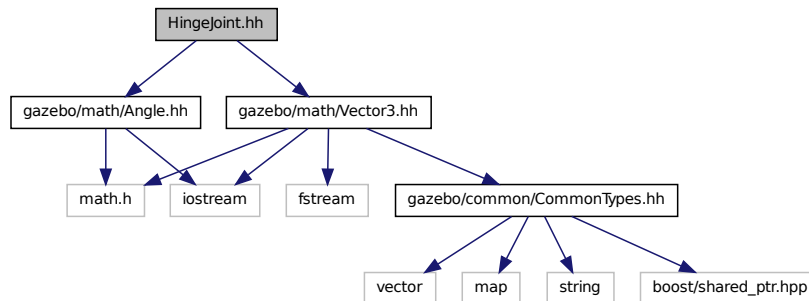 HingeJoint.hh
gazebo/math/Angle.hh
gazebo/math/Vector3.hh
math.h
iostream
fstream
gazebo/common/CommonTypes.hh
vector
map
string
boost/shared_ptr.hpp